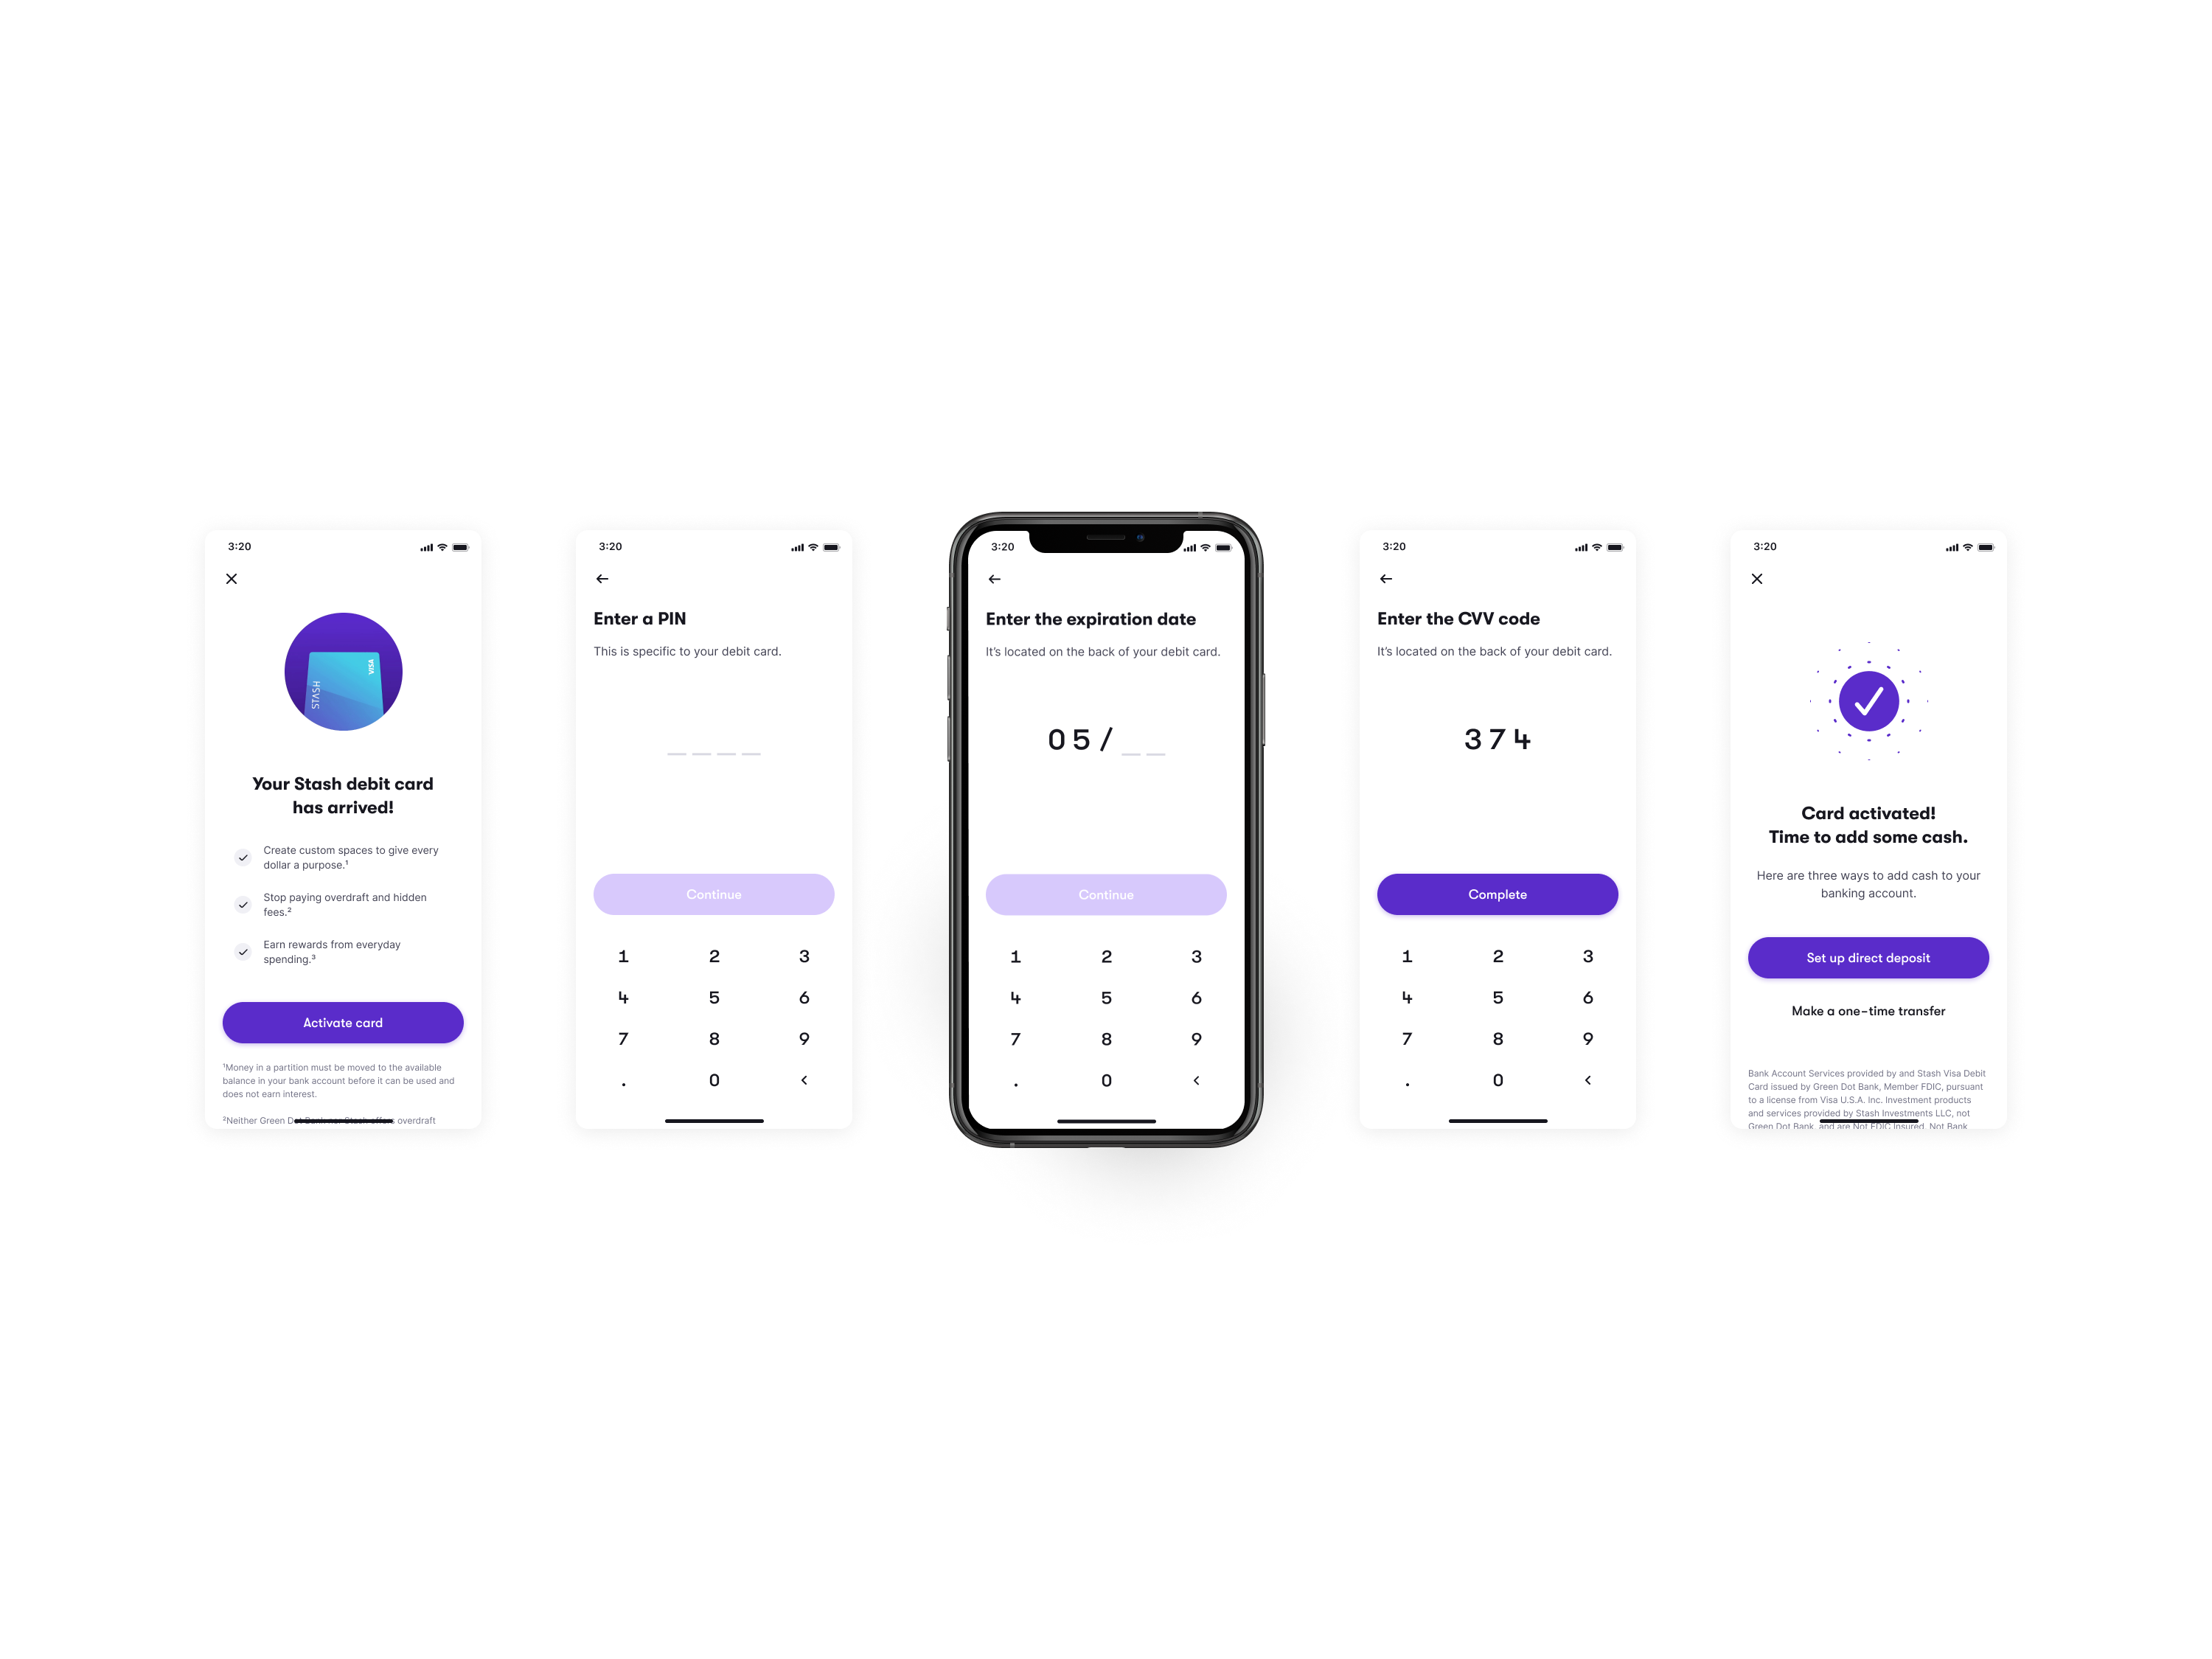 3:20
VISA
STASH
Your Stash debit card
has arrived!
Create custom spaces to give every
dollar a purpose.¹
Stop paying overdraft and hidden
fees.²
Earn rewards from everyday
spending.³
Activate card
¹Money in a partition must be moved to the available
balance in your bank account before it can be used and
does not earn interest.
²Neither Green Dot Bank nor Stash offers overdraft
3:20
Enter a PIN
This is specific to your debit card.
Continue
1 2 3
4 5 6
7 8 9
. 0 <
3:20
Enter the expiration date
It’s located on the back of your debit card.
05/__
Continue
1 2 3
4 5 6
7 8 9
. 0 <
3:20
Enter the CVV code
It’s located on the back of your debit card.
374
Complete
1 2 3
4 5 6
7 8 9
. 0 <
3:20
Card activated!
Time to add some cash.
Here are three ways to add cash to your
banking account.
Set up direct deposit
Make a one-time transfer
Bank Account Services provided by and Stash Visa Debit
Card issued by Green Dot Bank, Member FDIC, pursuant
to a license from Visa U.S.A. Inc. Investment products
and services provided by Stash Investments LLC, not
Green Dot Bank, and are Not FDIC Insured, Not Bank